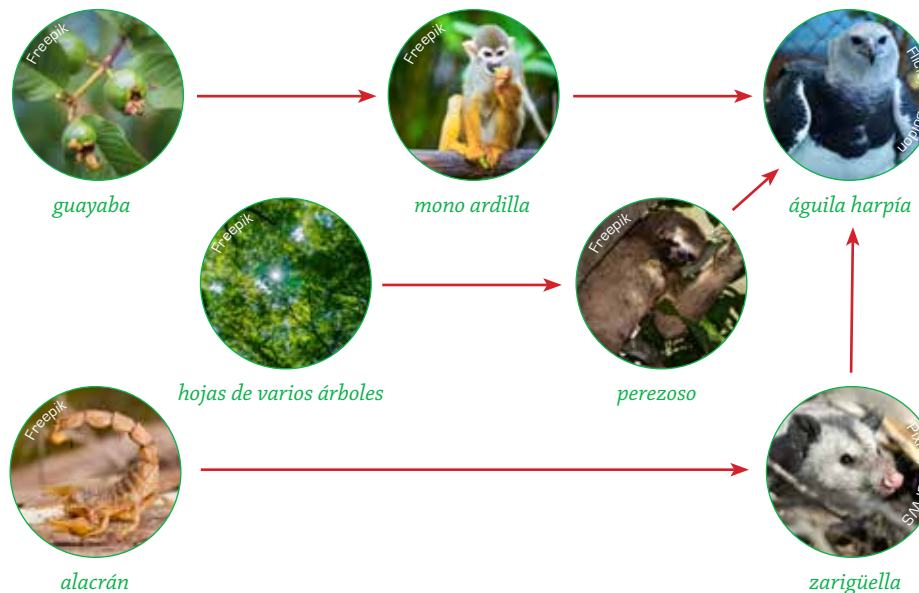 Freepik
Freepik
guayaba
mono ardilla
águila harpía
Freepik
Freepik
hojas de varios árboles
perezoso
Freepik
alacrán
zarigüella